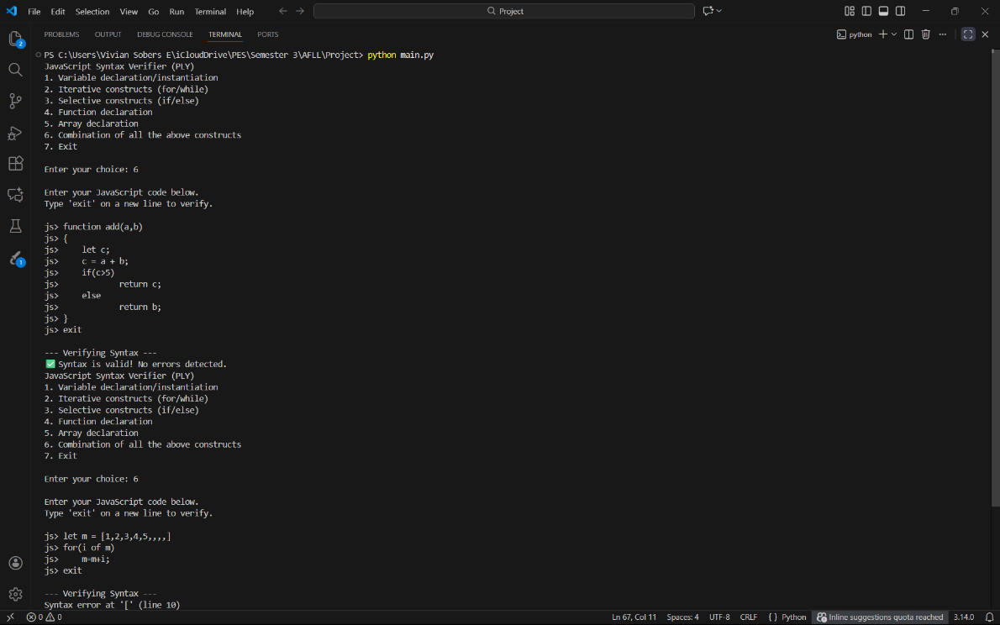 File Edit Selection View Go Run Terminal Help
Project
PROBLEMS OUTPUT DEBUG CONSOLE TERMINAL PORTS
python
2
PS C:\Users\Vivian Sobers E\iCloudDrive\PES\Semester 3\AFLL\Project> python main.py
JavaScript Syntax Verifier (PLY)
1. Variable declaration/instantiation
2. Iterative constructs (for/while)
3. Selective constructs (if/else)
4. Function declaration
5. Array declaration
6. Combination of all the above constructs
7. Exit
Enter your choice: 6
Enter your JavaScript code below.
Type 'exit' on a new line to verify.
js> function add(a,b)
js> {
js>     let c;
js>     c = a + b;
1
js>     if(c>5)
js>             return c;
js>     else
js>             return b;
js> }
js> exit
--- Verifying Syntax ---
✅ Syntax is valid! No errors detected.
JavaScript Syntax Verifier (PLY)
1. Variable declaration/instantiation
2. Iterative constructs (for/while)
3. Selective constructs (if/else)
4. Function declaration
5. Array declaration
6. Combination of all the above constructs
7. Exit
Enter your choice: 6
Enter your JavaScript code below.
Type 'exit' on a new line to verify.
js> let m = [1,2,3,4,5,,,,]
js> for(i of m)
js>     m=m+i;
js> exit
--- Verifying Syntax ---
Syntax error at '[' (line 10)
0 0 Ln 67, Col 11 Spaces: 4 UTF-8 CRLF { } Python Inline suggestions quota reached 3.14.0